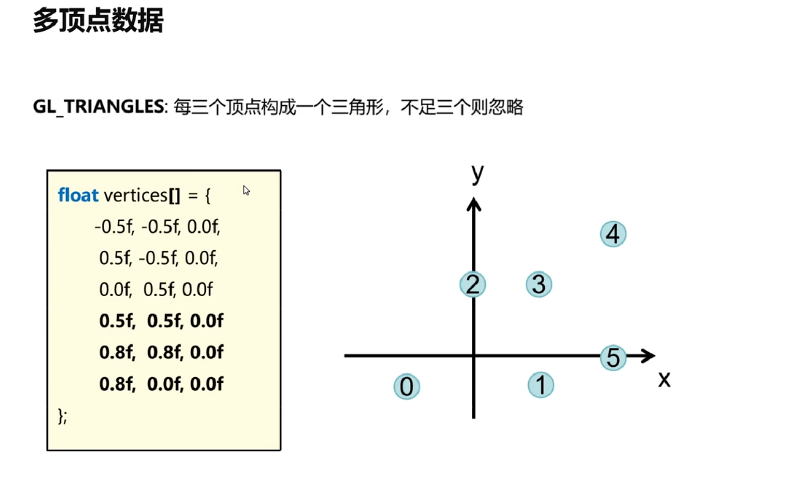 多顶点数据
GL_TRIANGLES: 每三个顶点构成一个三角形，不足三个则忽略
float vertices[] = {
-0.5f, -0.5f, 0.0f,
0.5f, -0.5f, 0.0f,
0.0f, 0.5f, 0.0f
0.5f, 0.5f, 0.0f
0.8f, 0.8f, 0.0f
0.8f, 0.0f, 0.0f
};
y
4
2
3
5
x
0
1